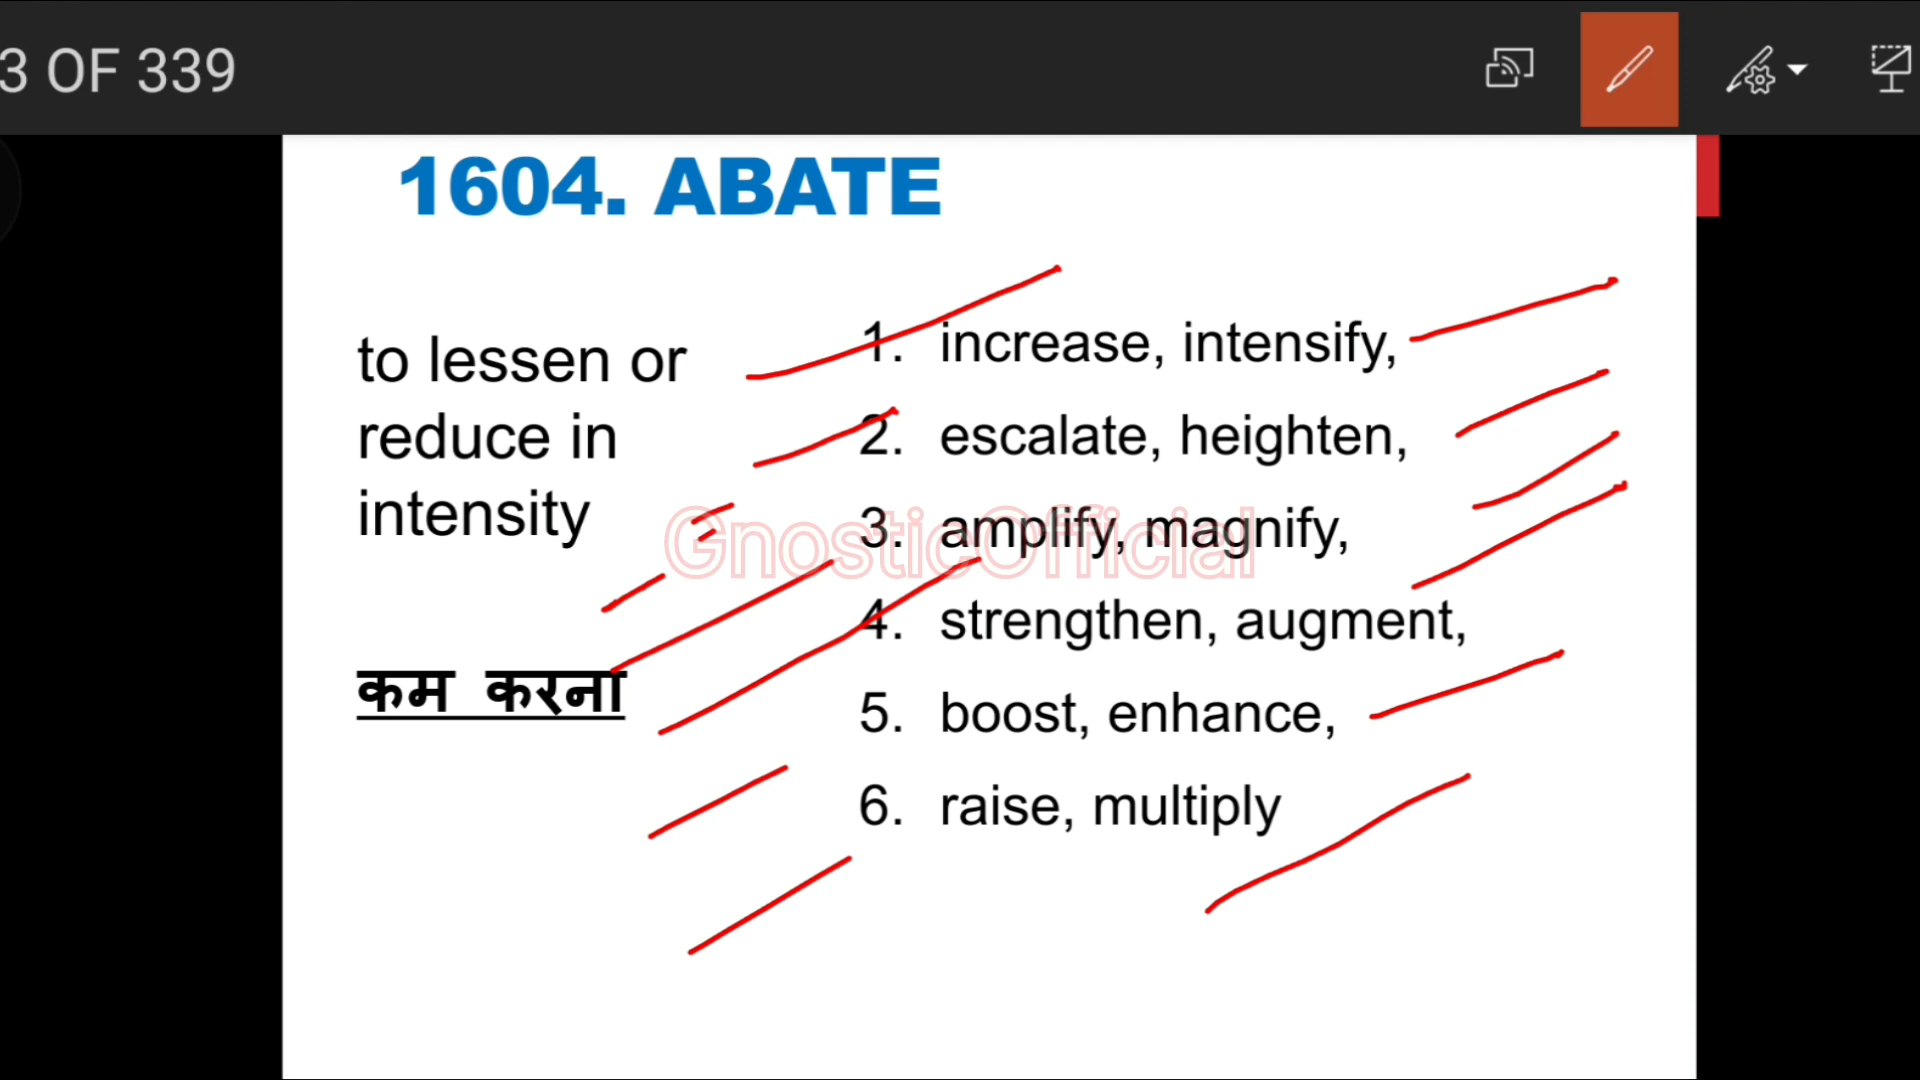 3 OF 339
1604. ABATE
to lessen or
reduce in
intensity
कम करना
1. increase, intensify,
2. escalate, heighten,
3. amplify, magnify,
4. strengthen, augment,
5. boost, enhance,
6. raise, multiply
GnosticOfficial